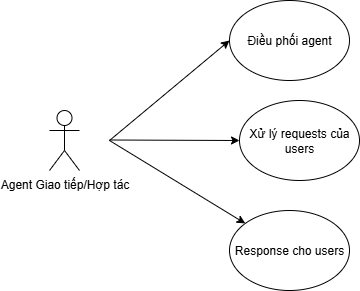 Điều phối agent
Xử lý requests của
users
Agent Giao tiếp/Hợp tác
Response cho users